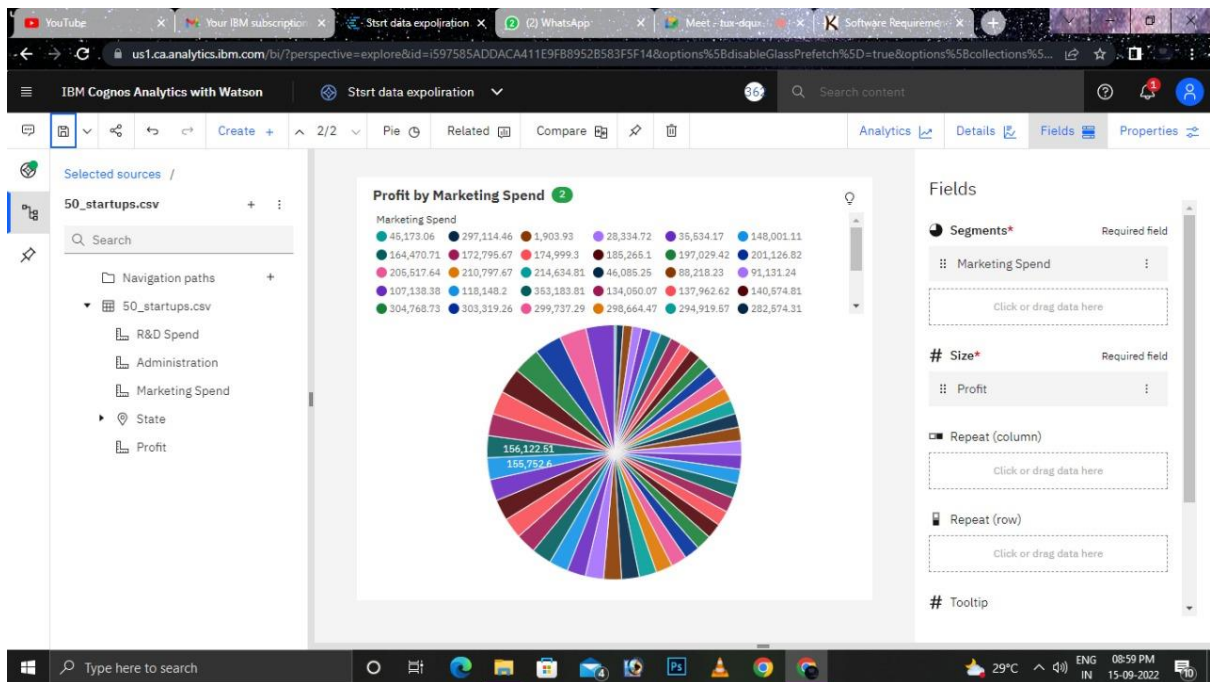 YouTube
Your IBM subscription
Stsrt data expoliration
(2) WhatsApp
Meet - tux-dqux
Software Requireme
us1.ca.analytics.ibm.com/bi/?perspective=explore&id=i597585ADDACA411E9FB8952B583F5F14&options%5BdisableGlassPrefetch%5D=true&options%5Bcollections%5...
IBM Cognos Analytics with Watson
Stsrt data expoliration
362
Search content
1
Create +
2/2
Pie
Related
Compare
Analytics
Details
Fields
Properties
Selected sources /
50_startups.csv
Search
Navigation paths
50_startups.csv
R&D Spend
Administration
Marketing Spend
State
Profit
Profit by Marketing Spend 2
Marketing Spend
45,173.06 297,114.46 1,903.93 28,334.72 35,534.17 148,001.11
164,470.71 172,795.67 174,999.3 185,265.1 197,029.42 201,126.82
205,517.64 210,797.67 214,634.81 46,085.25 88,218.23 91,131.24
107,138.38 118,148.2 353,183.81 134,050.07 137,962.62 140,574.81
304,768.73 303,319.26 299,737.29 298,664.47 294,919.57 282,574.31
156,122.51
155,752.6
Fields
Segments* Required field
Marketing Spend
Click or drag data here
# Size* Required field
Profit
Repeat (column)
Click or drag data here
Repeat (row)
Click or drag data here
# Tooltip
Type here to search
4
Ps
29°C
ENG
IN
08:59 PM
15-09-2022
10